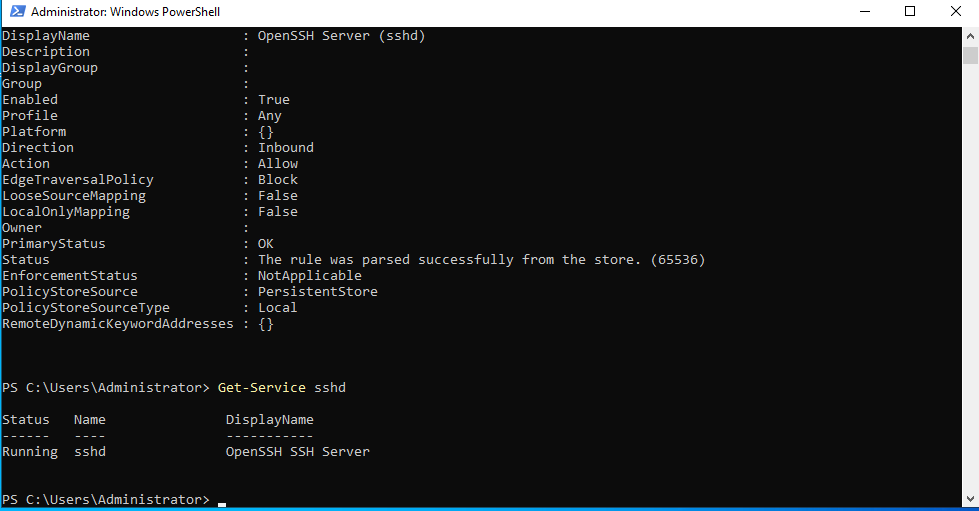 Administrator: Windows PowerShell
DisplayName : OpenSSH Server (sshd)
Description :
DisplayGroup :
Group :
Enabled : True
Profile : Any
Platform : {}
Direction : Inbound
Action : Allow
EdgeTraversalPolicy : Block
LooseSourceMapping : False
LocalOnlyMapping : False
Owner :
PrimaryStatus : OK
Status : The rule was parsed successfully from the store. (65536)
EnforcementStatus : NotApplicable
PolicyStoreSource : PersistentStore
PolicyStoreSourceType : Local
RemoteDynamicKeywordAddresses : {}
PS C:\Users\Administrator> Get-Service sshd
Status Name DisplayName
------ ---- -----------
Running sshd OpenSSH SSH Server
PS C:\Users\Administrator>